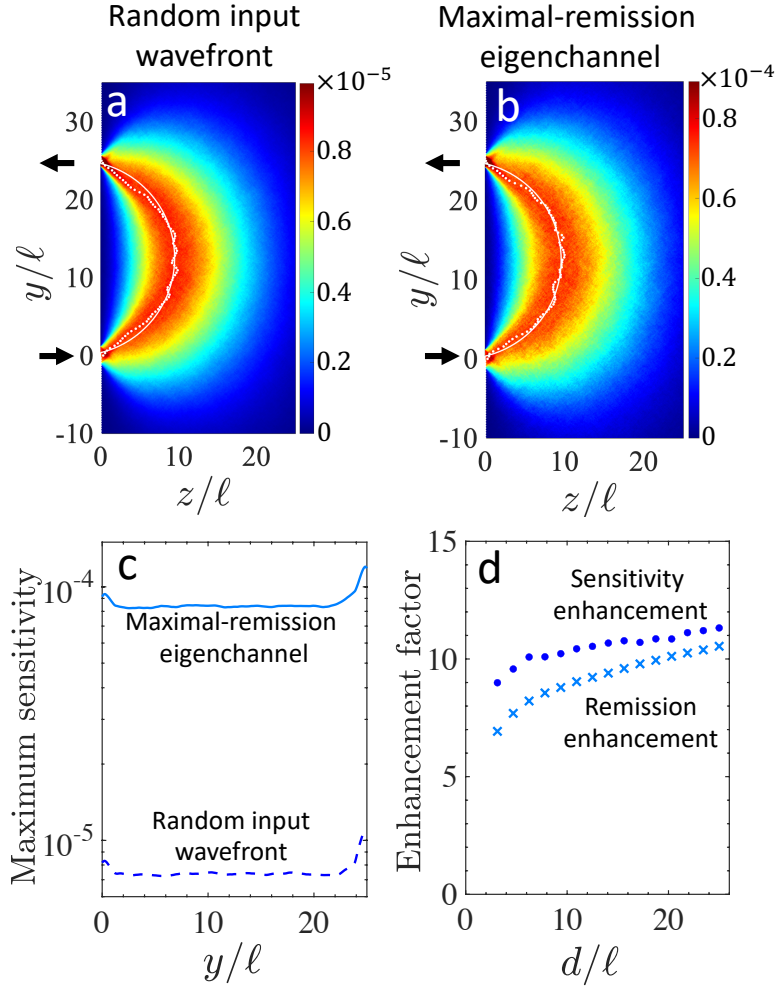 Random input
wavefront
Maximal-remission
eigenchannel
×10⁻⁵
×10⁻⁴
a
b
30
20
10
0
-10
y/ℓ
0
10
20
z/ℓ
1
0.8
0.6
0.4
0.2
0
30
20
10
0
-10
y/ℓ
0
10
20
z/ℓ
0.8
0.6
0.4
0.2
0
c
Maximum sensitivity
10⁻⁴
10⁻⁵
Maximal-remission
eigenchannel
Random input
wavefront
0
10
20
y/ℓ
d
Enhancement factor
15
10
5
0
Sensitivity
enhancement
Remission
enhancement
0
10
20
d/ℓ